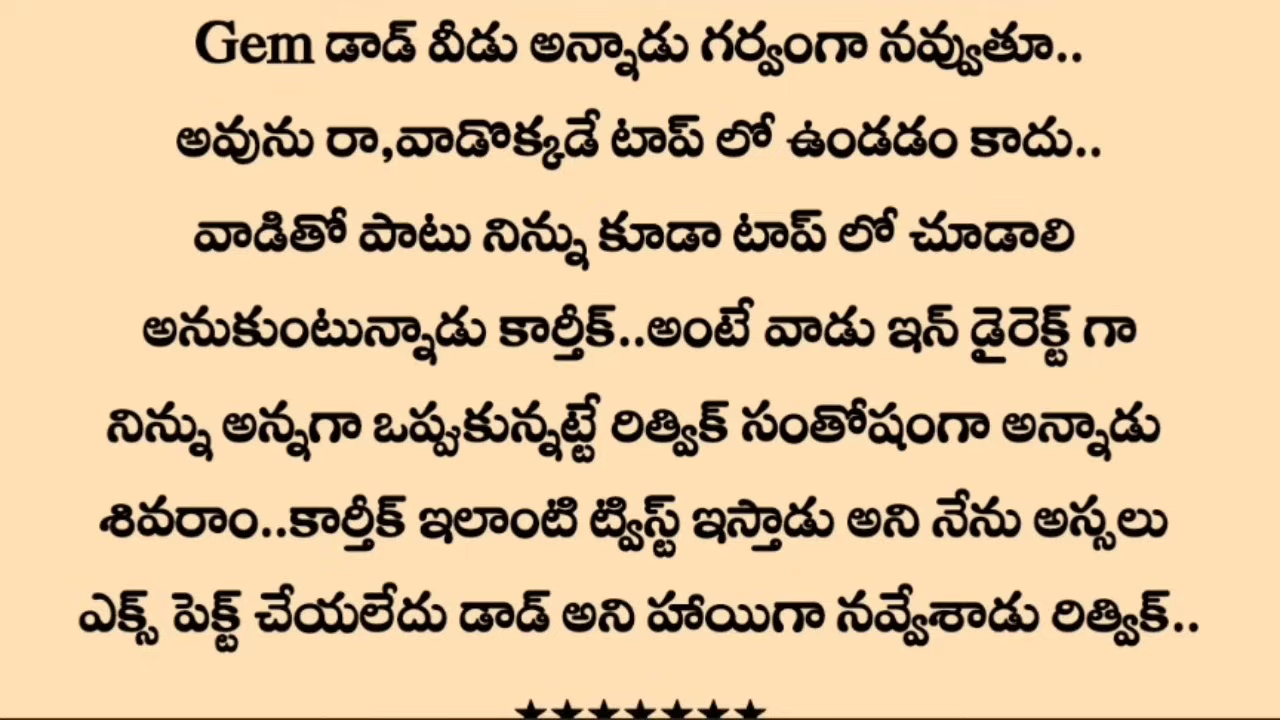 Gem డాడ్ వీడు అన్నాడు గర్వంగా నవ్వుతూ..
అవును రా,వాడొక్కడే టాప్ లో ఉండడం కాదు..
వాడితో పాటు నిన్ను కూడా టాప్ లో చూడాలి
అనుకుంటున్నాడు కార్తీక్..అంటే వాడు ఇన్ డైరెక్ట్ గా
నిన్ను అన్నగా ఒప్పుకున్నట్టే రిత్విక్ సంతోషంగా అన్నాడు
శివరాం..కార్తీక్ ఇలాంటి ట్విస్ట్ ఇస్తాడు అని నేను అస్సలు
ఎక్స్ పెక్ట్ చేయలేదు డాడ్ అని హాయిగా నవ్వేశాడు రిత్విక్..
★★★★★★★